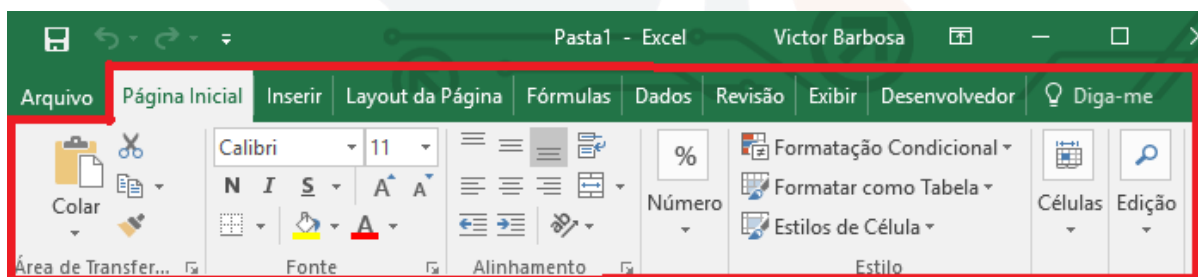 Pasta1 - Excel Victor Barbosa
Arquivo Página Inicial Inserir Layout da Página Fórmulas Dados Revisão Exibir Desenvolvedor Diga-me
Calibri 11 % Formatação Condicional
N I S A A Formatar como Tabela
Colar Número Células Edição
A Estilos de Célula
Área de Transfer... Fonte Alinhamento Estilo